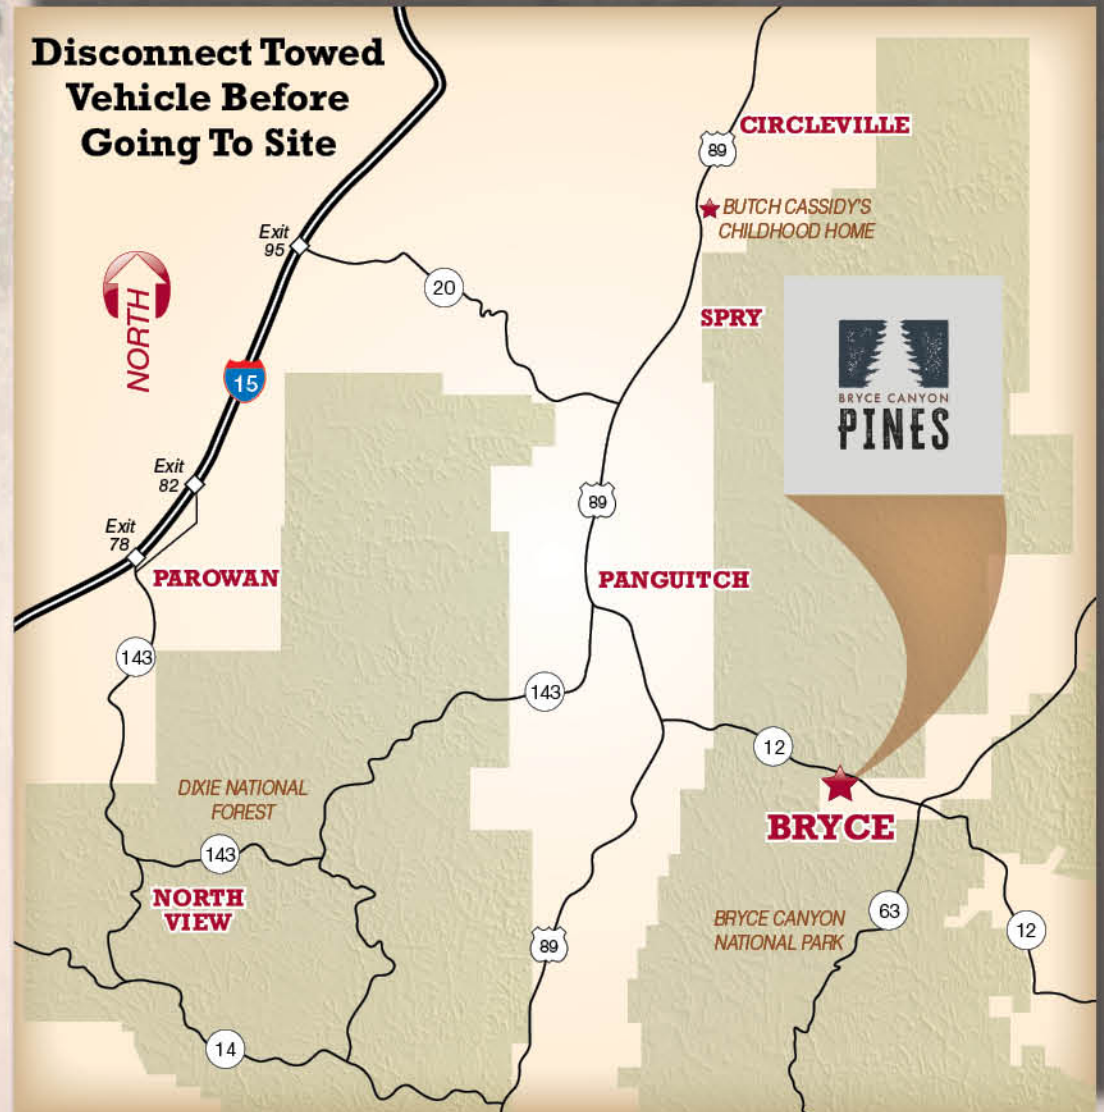 Disconnect Towed
Vehicle Before
Going To Site
CIRCLEVILLE
89
BUTCH CASSIDY'S
CHILDHOOD HOME
Exit
95
20
NORTH
SPRY
15
BRYCE CANYON
PINES
Exit
82
89
Exit
78
PAROWAN
PANGUITCH
143
143
12
DIXIE NATIONAL
FOREST
BRYCE
143
NORTH
VIEW
63
BRYCE CANYON
NATIONAL PARK
12
89
14